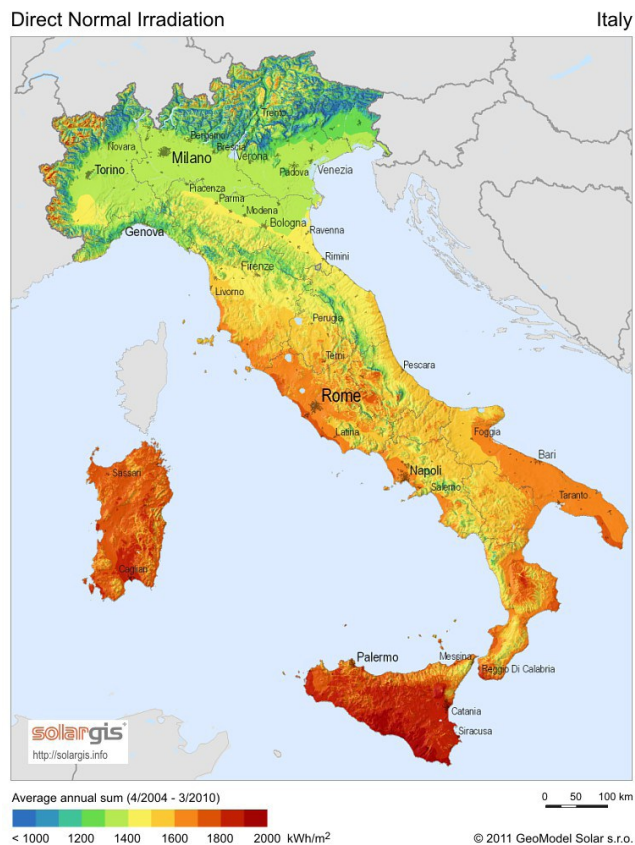 Direct Normal Irradiation Italy
Trento
Bergamo
Novara Brescia
Milano Verona
Torino Padova Venezia
Piacenza
Parma
Modena
Genova Bologna
Ravenna
Rimini
Firenze
Livorno
Perugia
Terni Pescara
Rome
Latina Foggia
Bari
Napoli
Sassari Salerno Taranto
Cagliari
Palermo Messina
Reggio Di Calabria
Catania
Siracusa
solargis
http://solargis.info
Average annual sum (4/2004 - 3/2010) 0 50 100 km
< 1000 1200 1400 1600 1800 2000 kWh/m2
© 2011 GeoModel Solar s.r.o.